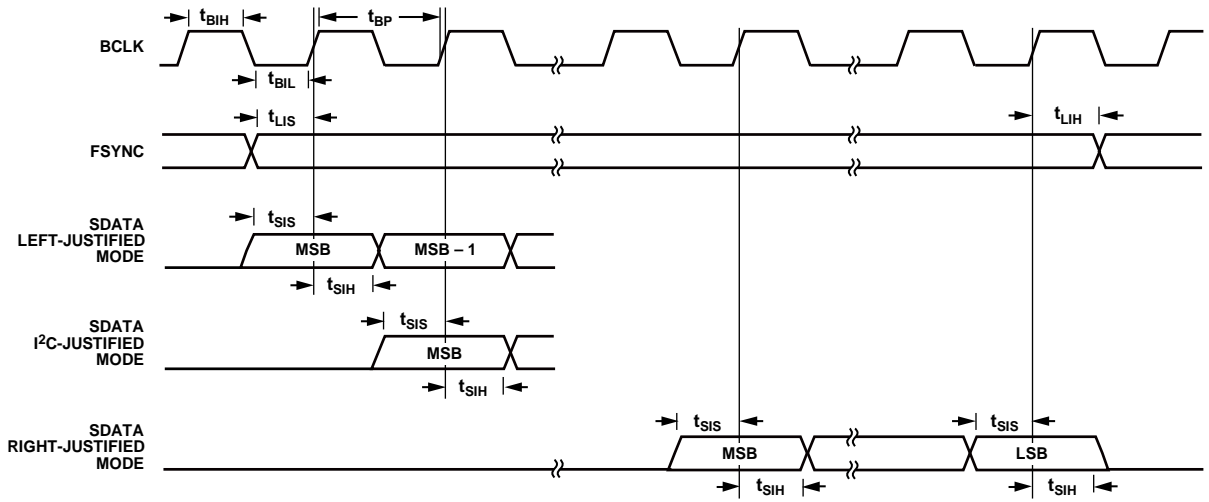 tBIH
tBP
BCLK
tBIL
tLIS
tLIH
FSYNC
SDATA
LEFT-JUSTIFIED
MODE
tSIS
MSB
MSB – 1
tSIH
SDATA
I²C-JUSTIFIED
MODE
tSIS
MSB
tSIH
SDATA
RIGHT-JUSTIFIED
MODE
tSIS
tSIS
MSB
LSB
tSIH
tSIH